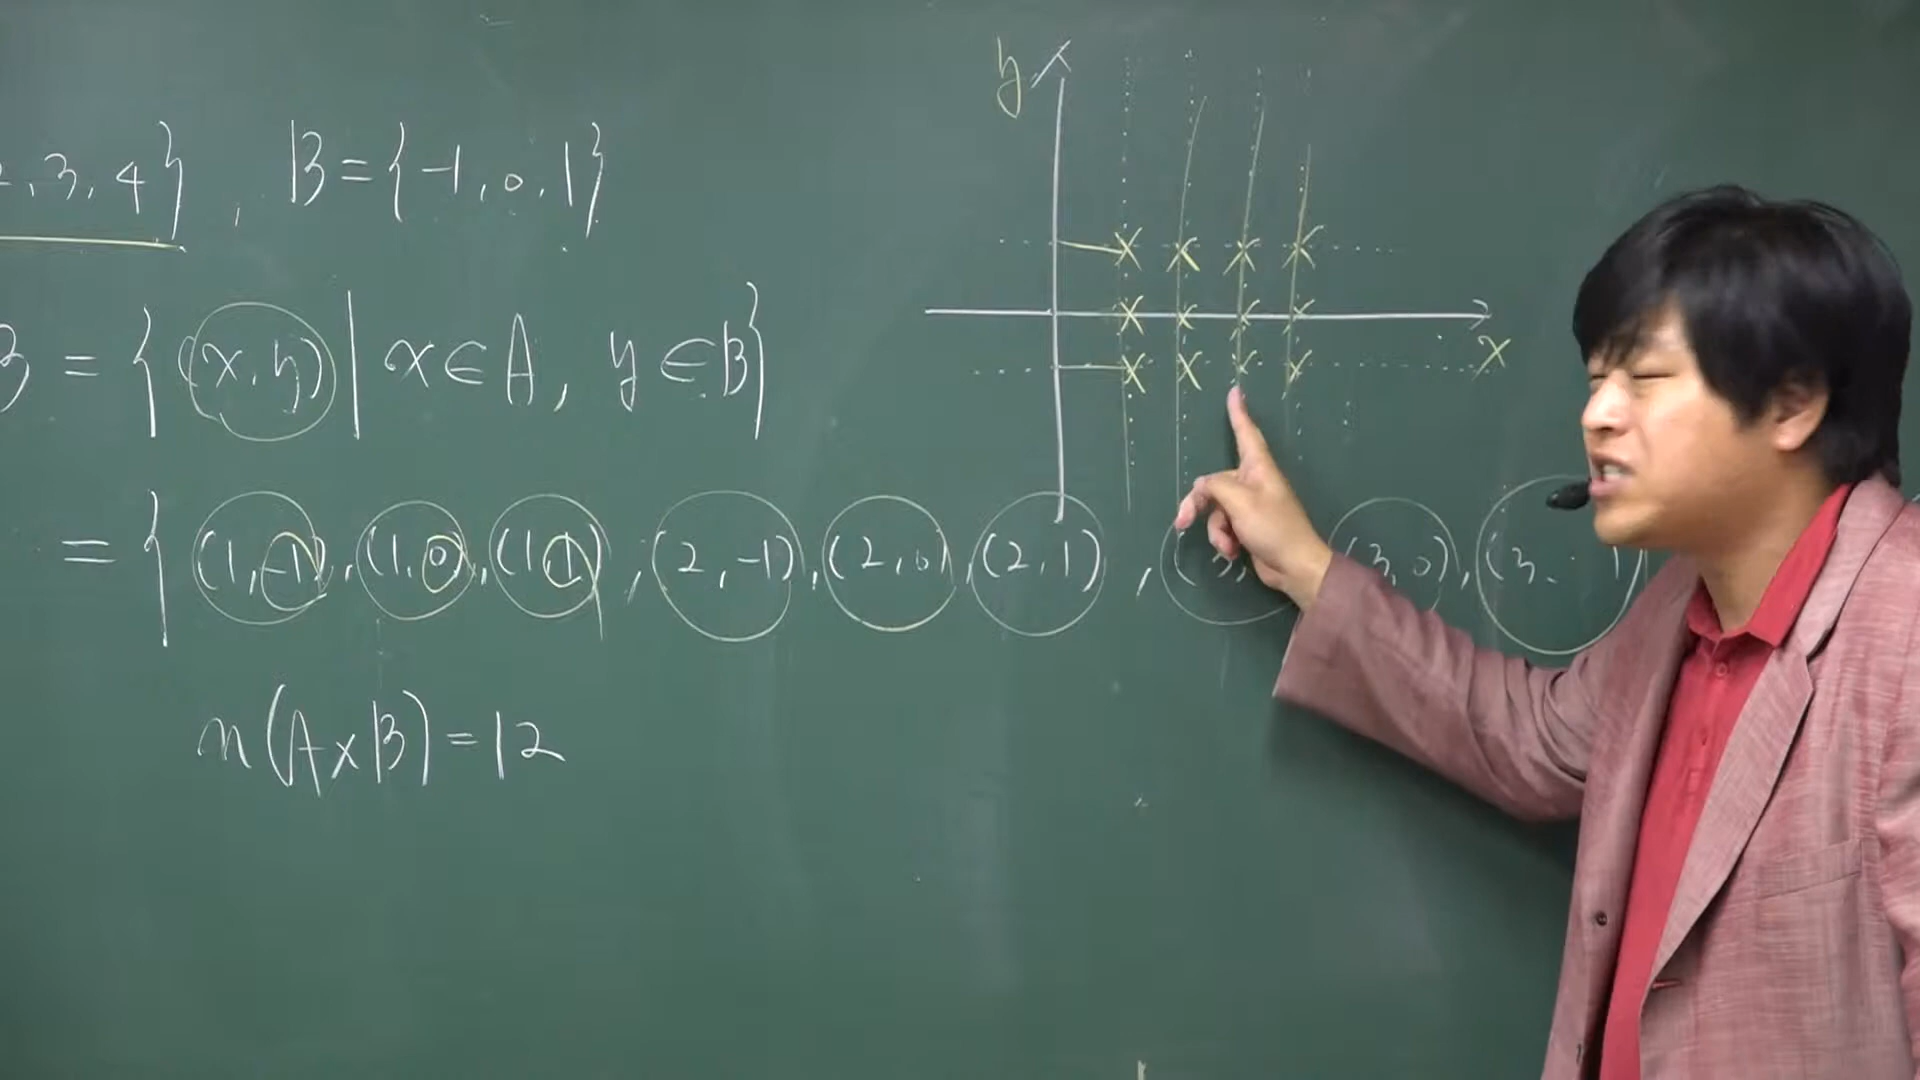 2, 3, 4} , B = {-1, 0, 1}
B = {(x, y) | x ∈ A, y ∈ B}
= {(1, -1), (1, 0), (1, 1), (2, -1), (2, 0), (2, 1), (3, (3, 0), (3, 1)
n(A×B) = 12
y
x